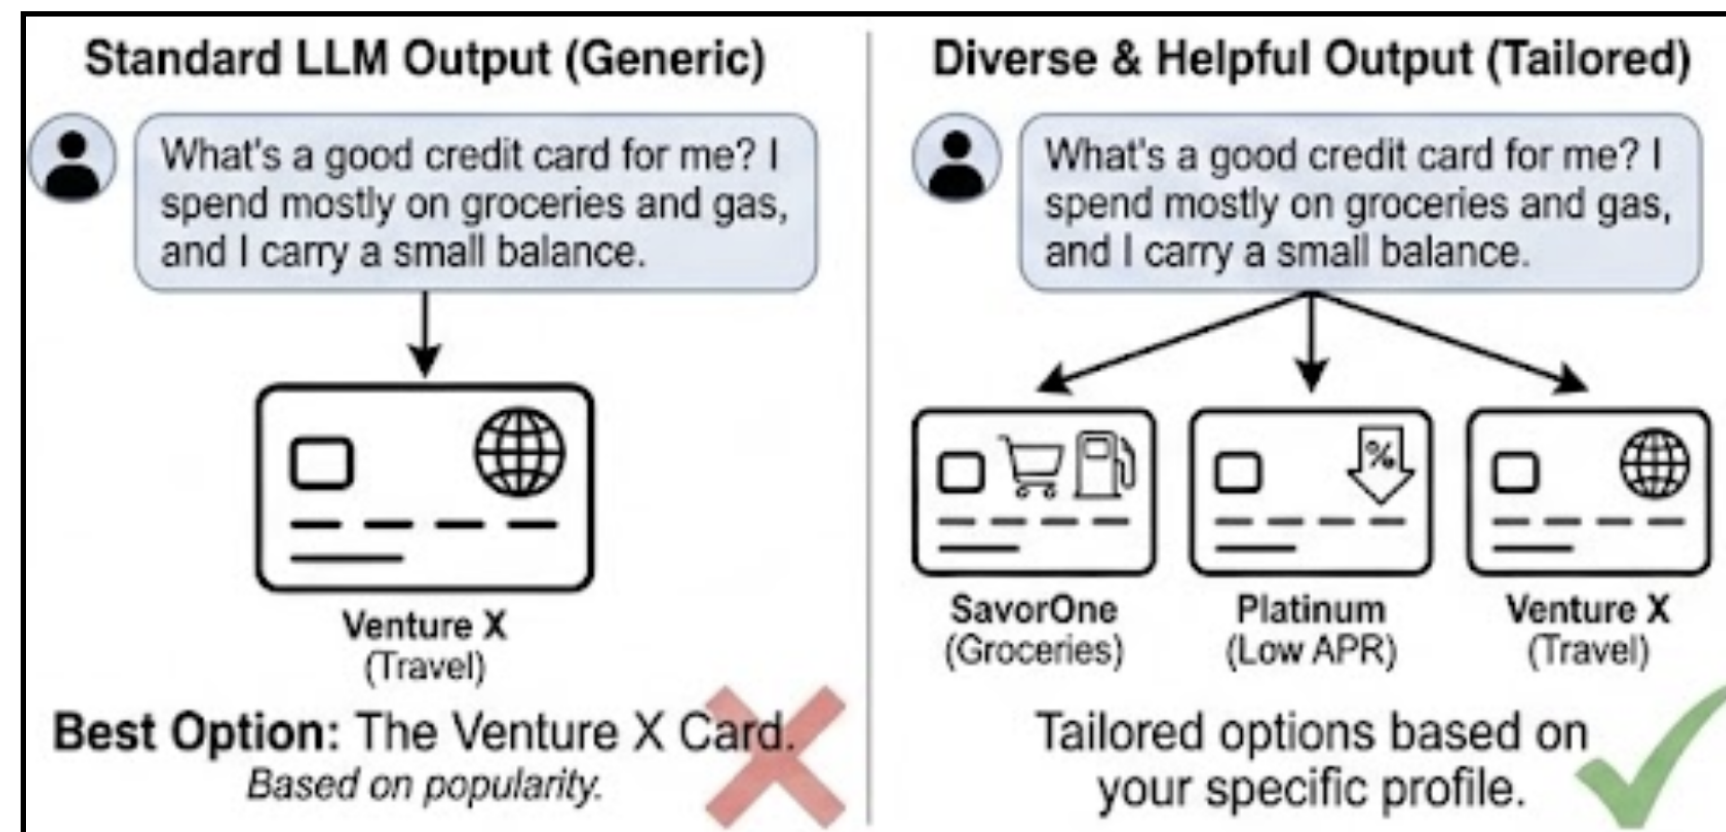 Standard LLM Output (Generic)
What's a good credit card for me? I
spend mostly on groceries and gas,
and I carry a small balance.
Venture X
(Travel)
Best Option: The Venture X Card.
Based on popularity.
Diverse & Helpful Output (Tailored)
What's a good credit card for me? I
spend mostly on groceries and gas,
and I carry a small balance.
%
SavorOne
(Groceries)
Platinum
(Low APR)
Venture X
(Travel)
Tailored options based on
your specific profile.